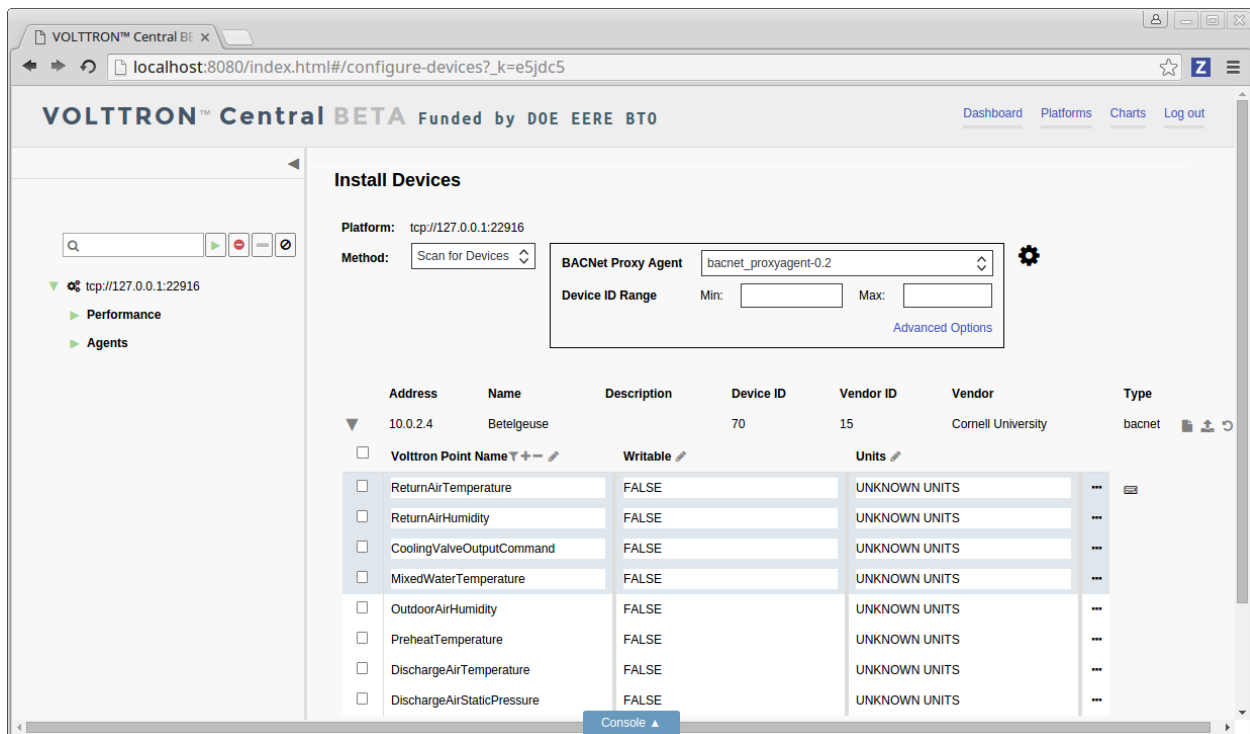 VOLTTRON™ Central BE
localhost:8080/index.html#/configure-devices?_k=e5jdc5
VOLTTRON™ Central BETA Funded by DOE EERE BTO
Dashboard Platforms Charts Log out
Install Devices
Platform: tcp://127.0.0.1:22916
Method: Scan for Devices
BACNet Proxy Agent bacnet_proxyagent-0.2
Device ID Range Min: Max:
Advanced Options
tcp://127.0.0.1:22916
Performance
Agents
Address Name Description Device ID Vendor ID Vendor Type
10.0.2.4 Betelgeuse 70 15 Cornell University bacnet
Volttron Point Name Writable Units
ReturnAirTemperature FALSE UNKNOWN UNITS
ReturnAirHumidity FALSE UNKNOWN UNITS
CoolingValveOutputCommand FALSE UNKNOWN UNITS
MixedWaterTemperature FALSE UNKNOWN UNITS
OutdoorAirHumidity FALSE UNKNOWN UNITS
PreheatTemperature FALSE UNKNOWN UNITS
DischargeAirTemperature FALSE UNKNOWN UNITS
DischargeAirStaticPressure FALSE UNKNOWN UNITS
Console ▲